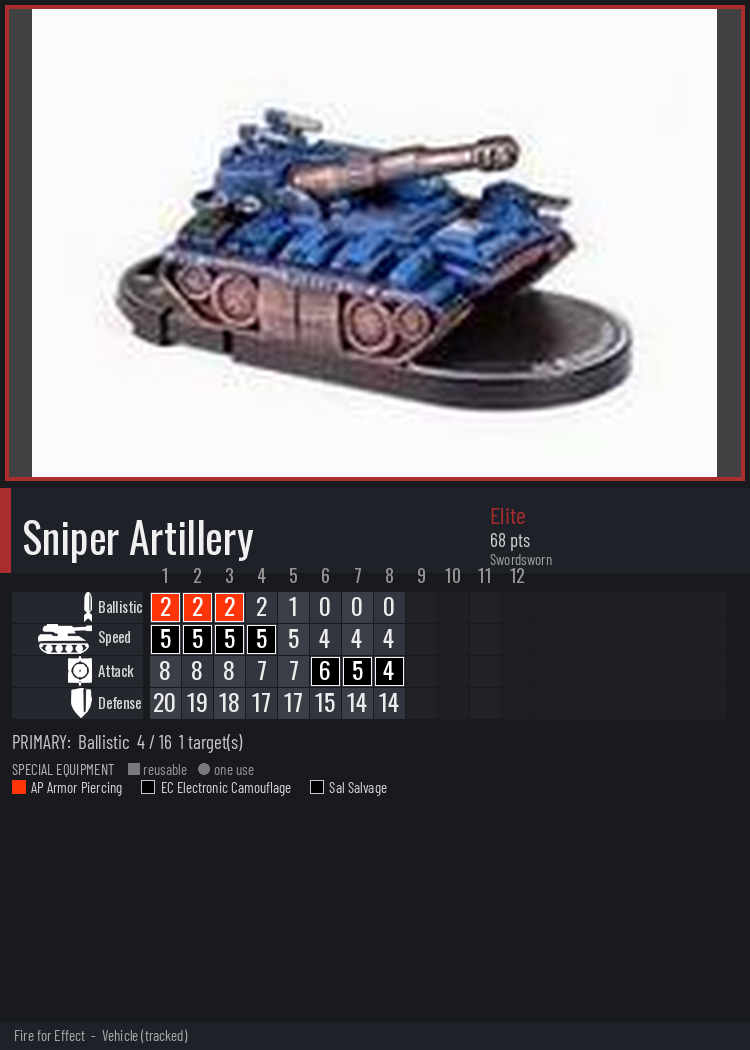 Sniper Artillery
Elite
68 pts
Swordsworn
1 2 3 4 5 6 7 8 9 10 11 12
Ballistic 2 2 2 2 1 0 0 0
Speed 5 5 5 5 5 4 4 4
Attack 8 8 8 7 7 6 5 4
Defense 20 19 18 17 17 15 14 14
PRIMARY: Ballistic 4 / 16 1 target(s)
SPECIAL EQUIPMENT reusable one use
AP Armor Piercing EC Electronic Camouflage Sal Salvage
Fire for Effect - Vehicle (tracked)